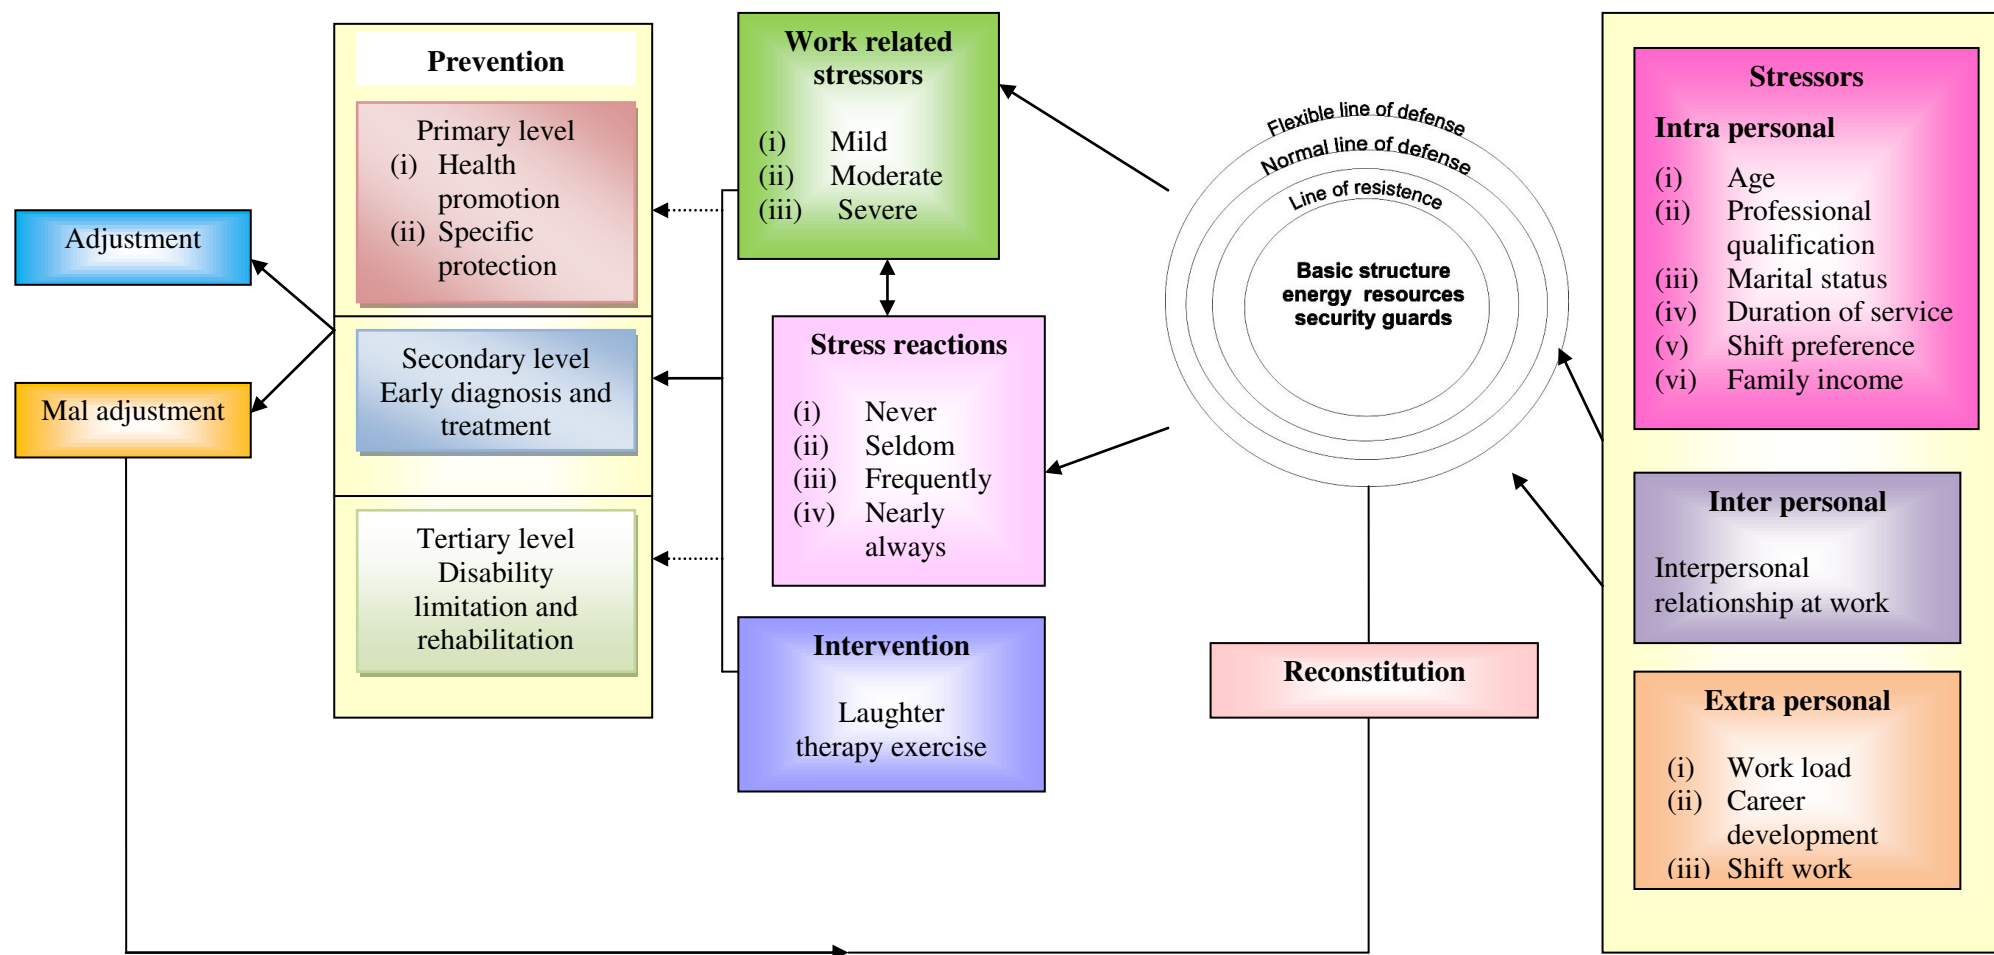 Adjustment
Mal adjustment
Prevention
Primary level
(i) Health
promotion
(ii) Specific
protection
Secondary level
Early diagnosis and
treatment
Tertiary level
Disability
limitation and
rehabilitation
Work related
stressors
(i) Mild
(ii) Moderate
(iii) Severe
Stress reactions
(i) Never
(ii) Seldom
(iii) Frequently
(iv) Nearly
always
Intervention
Laughter
therapy exercise
Flexible line of defense
Normal line of defense
Line of resistence
Basic structure
energy resources
security guards
Reconstitution
Stressors
Intra personal
(i) Age
(ii) Professional
qualification
(iii) Marital status
(iv) Duration of service
(v) Shift preference
(vi) Family income
Inter personal
Interpersonal
relationship at work
Extra personal
(i) Work load
(ii) Career
development
(iii) Shift work